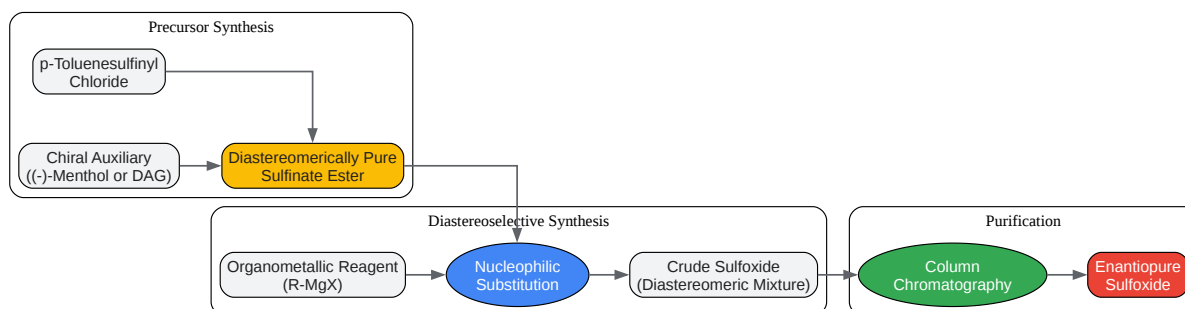 Precursor Synthesis
p-Toluenesulfinyl
Chloride
Chiral Auxiliary
((-)-Menthol or DAG)
Diastereomerically Pure
Sulfinate Ester
Diastereoselective Synthesis
Organometallic Reagent
(R-MgX)
Nucleophilic
Substitution
Crude Sulfoxide
(Diastereomeric Mixture)
Purification
Column
Chromatography
Enantiopure
Sulfoxide